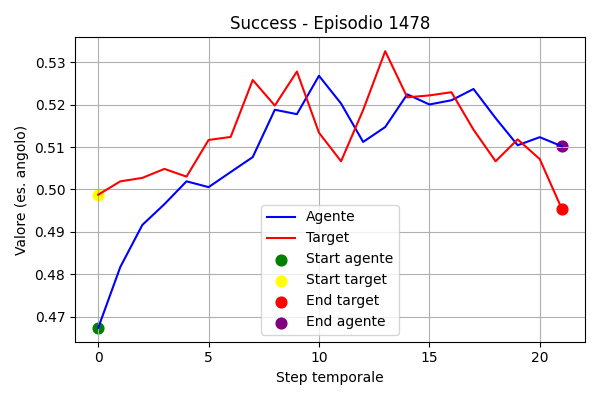 Success - Episodio 1478
Valore (es. angolo)
0.53
0.52
0.51
0.50
0.49
0.48
0.47
Agente
Target
Start agente
Start target
End target
End agente
0 5 10 15 20
Step temporale